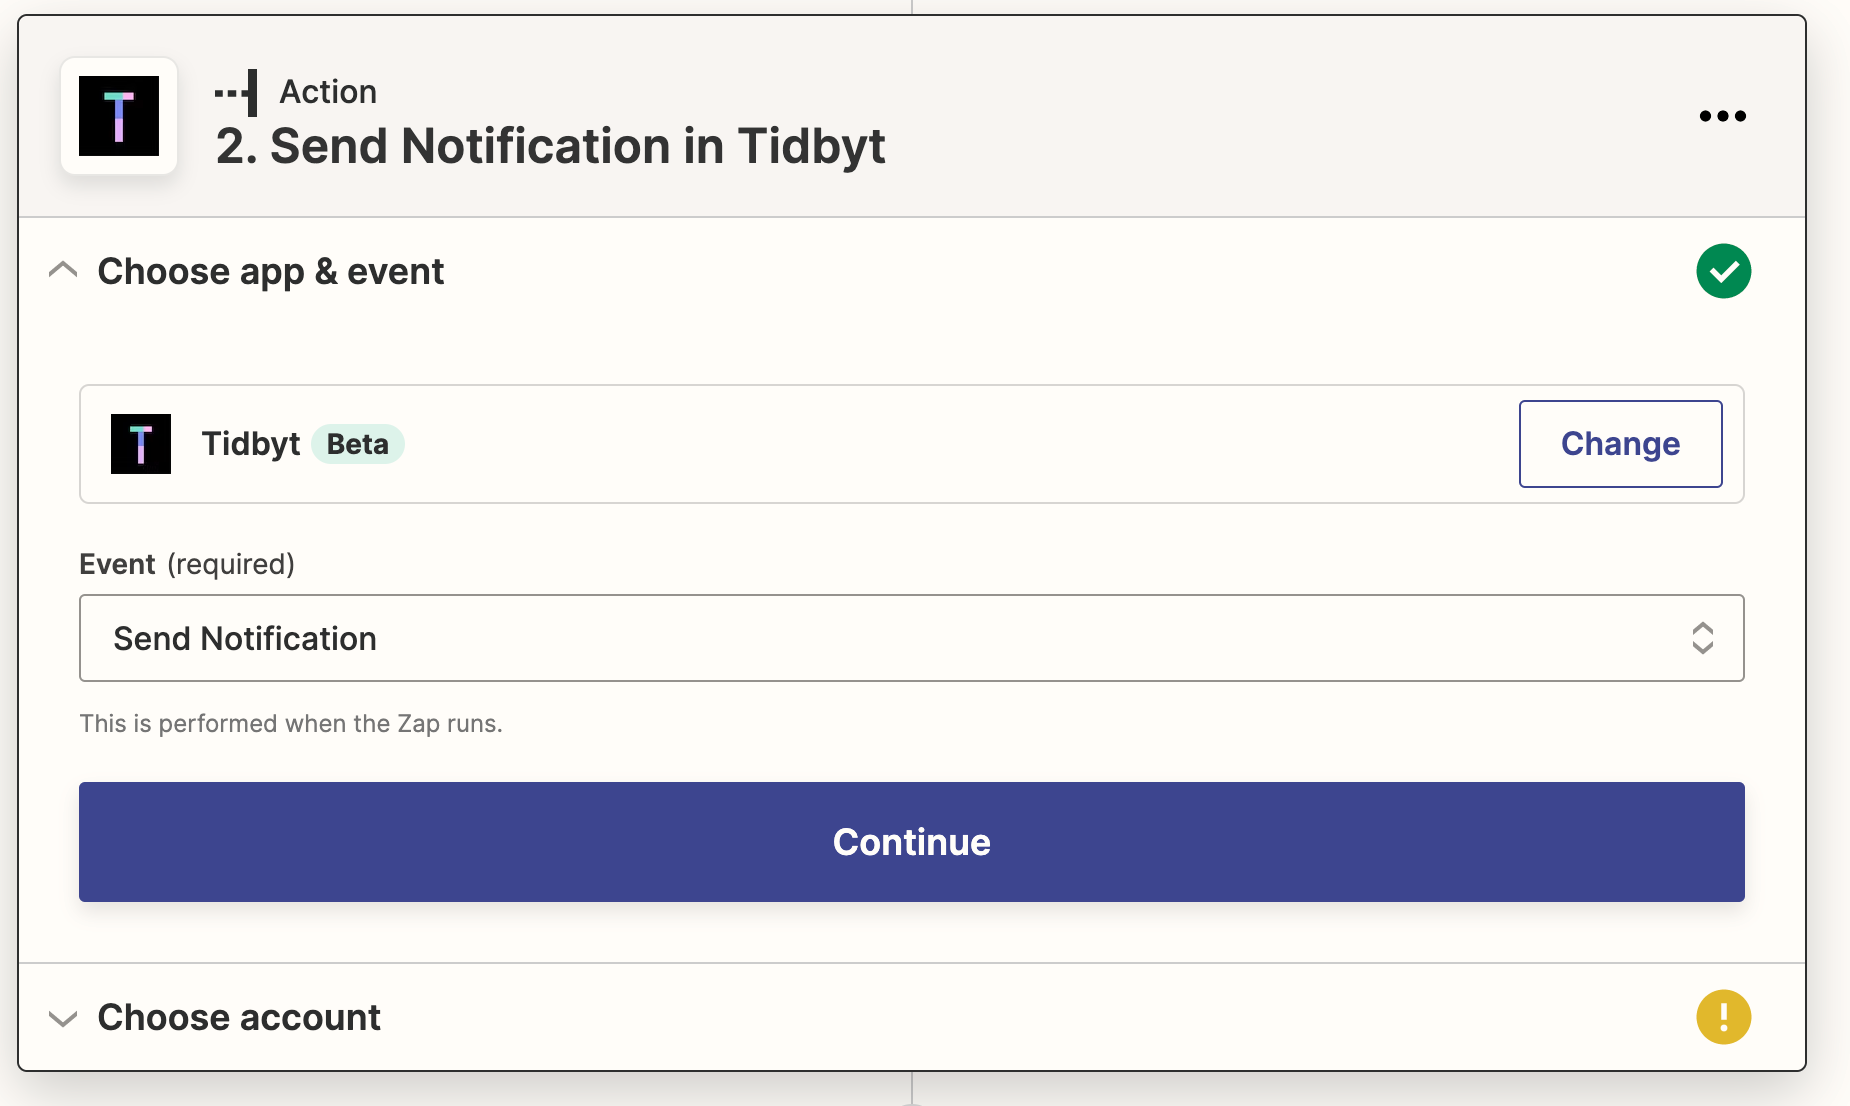 Action
2. Send Notification in Tidbyt
Choose app & event
Tidbyt Beta
Change
Event (required)
Send Notification
This is performed when the Zap runs.
Continue
Choose account